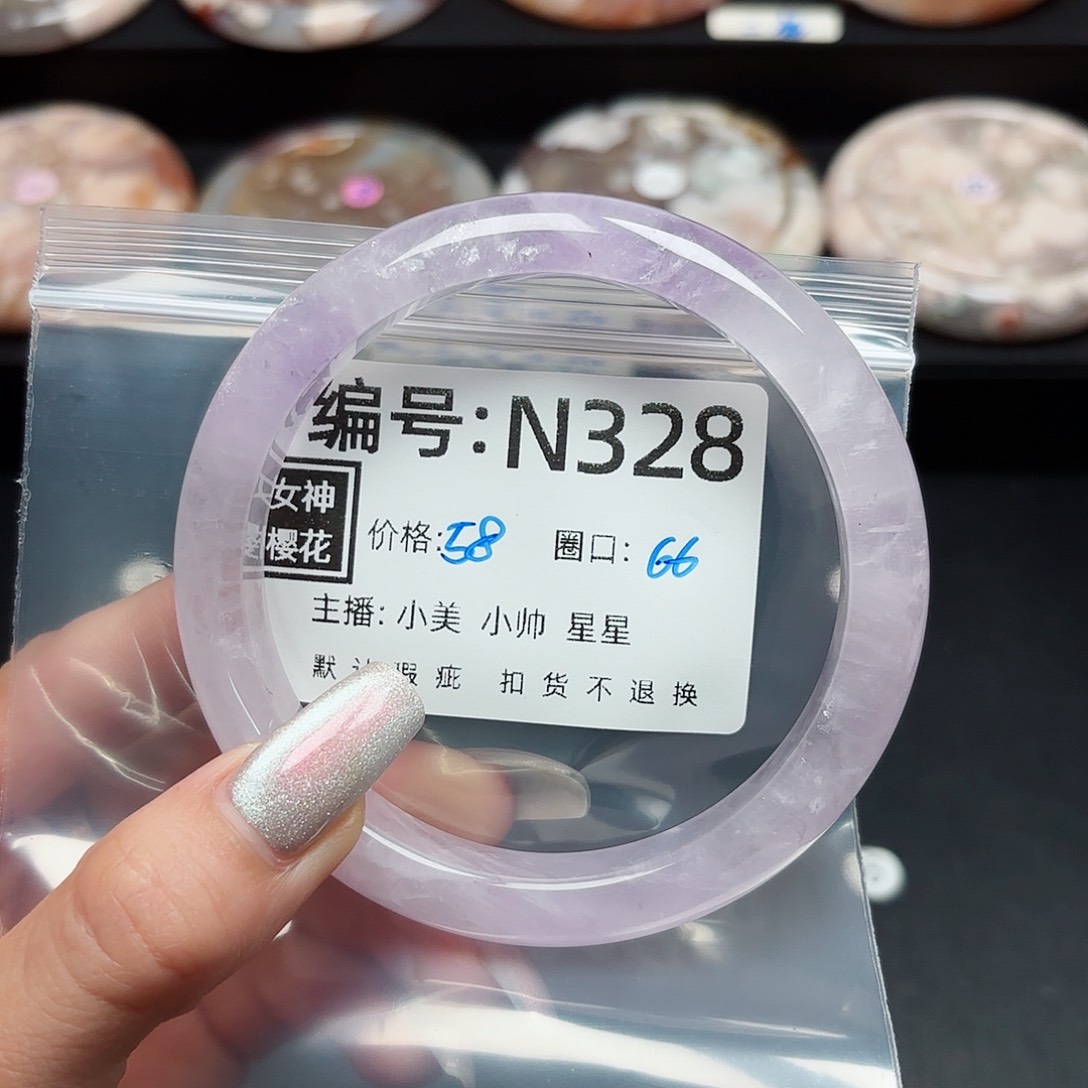 编号:N328
女神
樱花
价格:58 圈口:66
主播:小美 小帅 星星
默 瑕 疵 扣 货 不 退 换